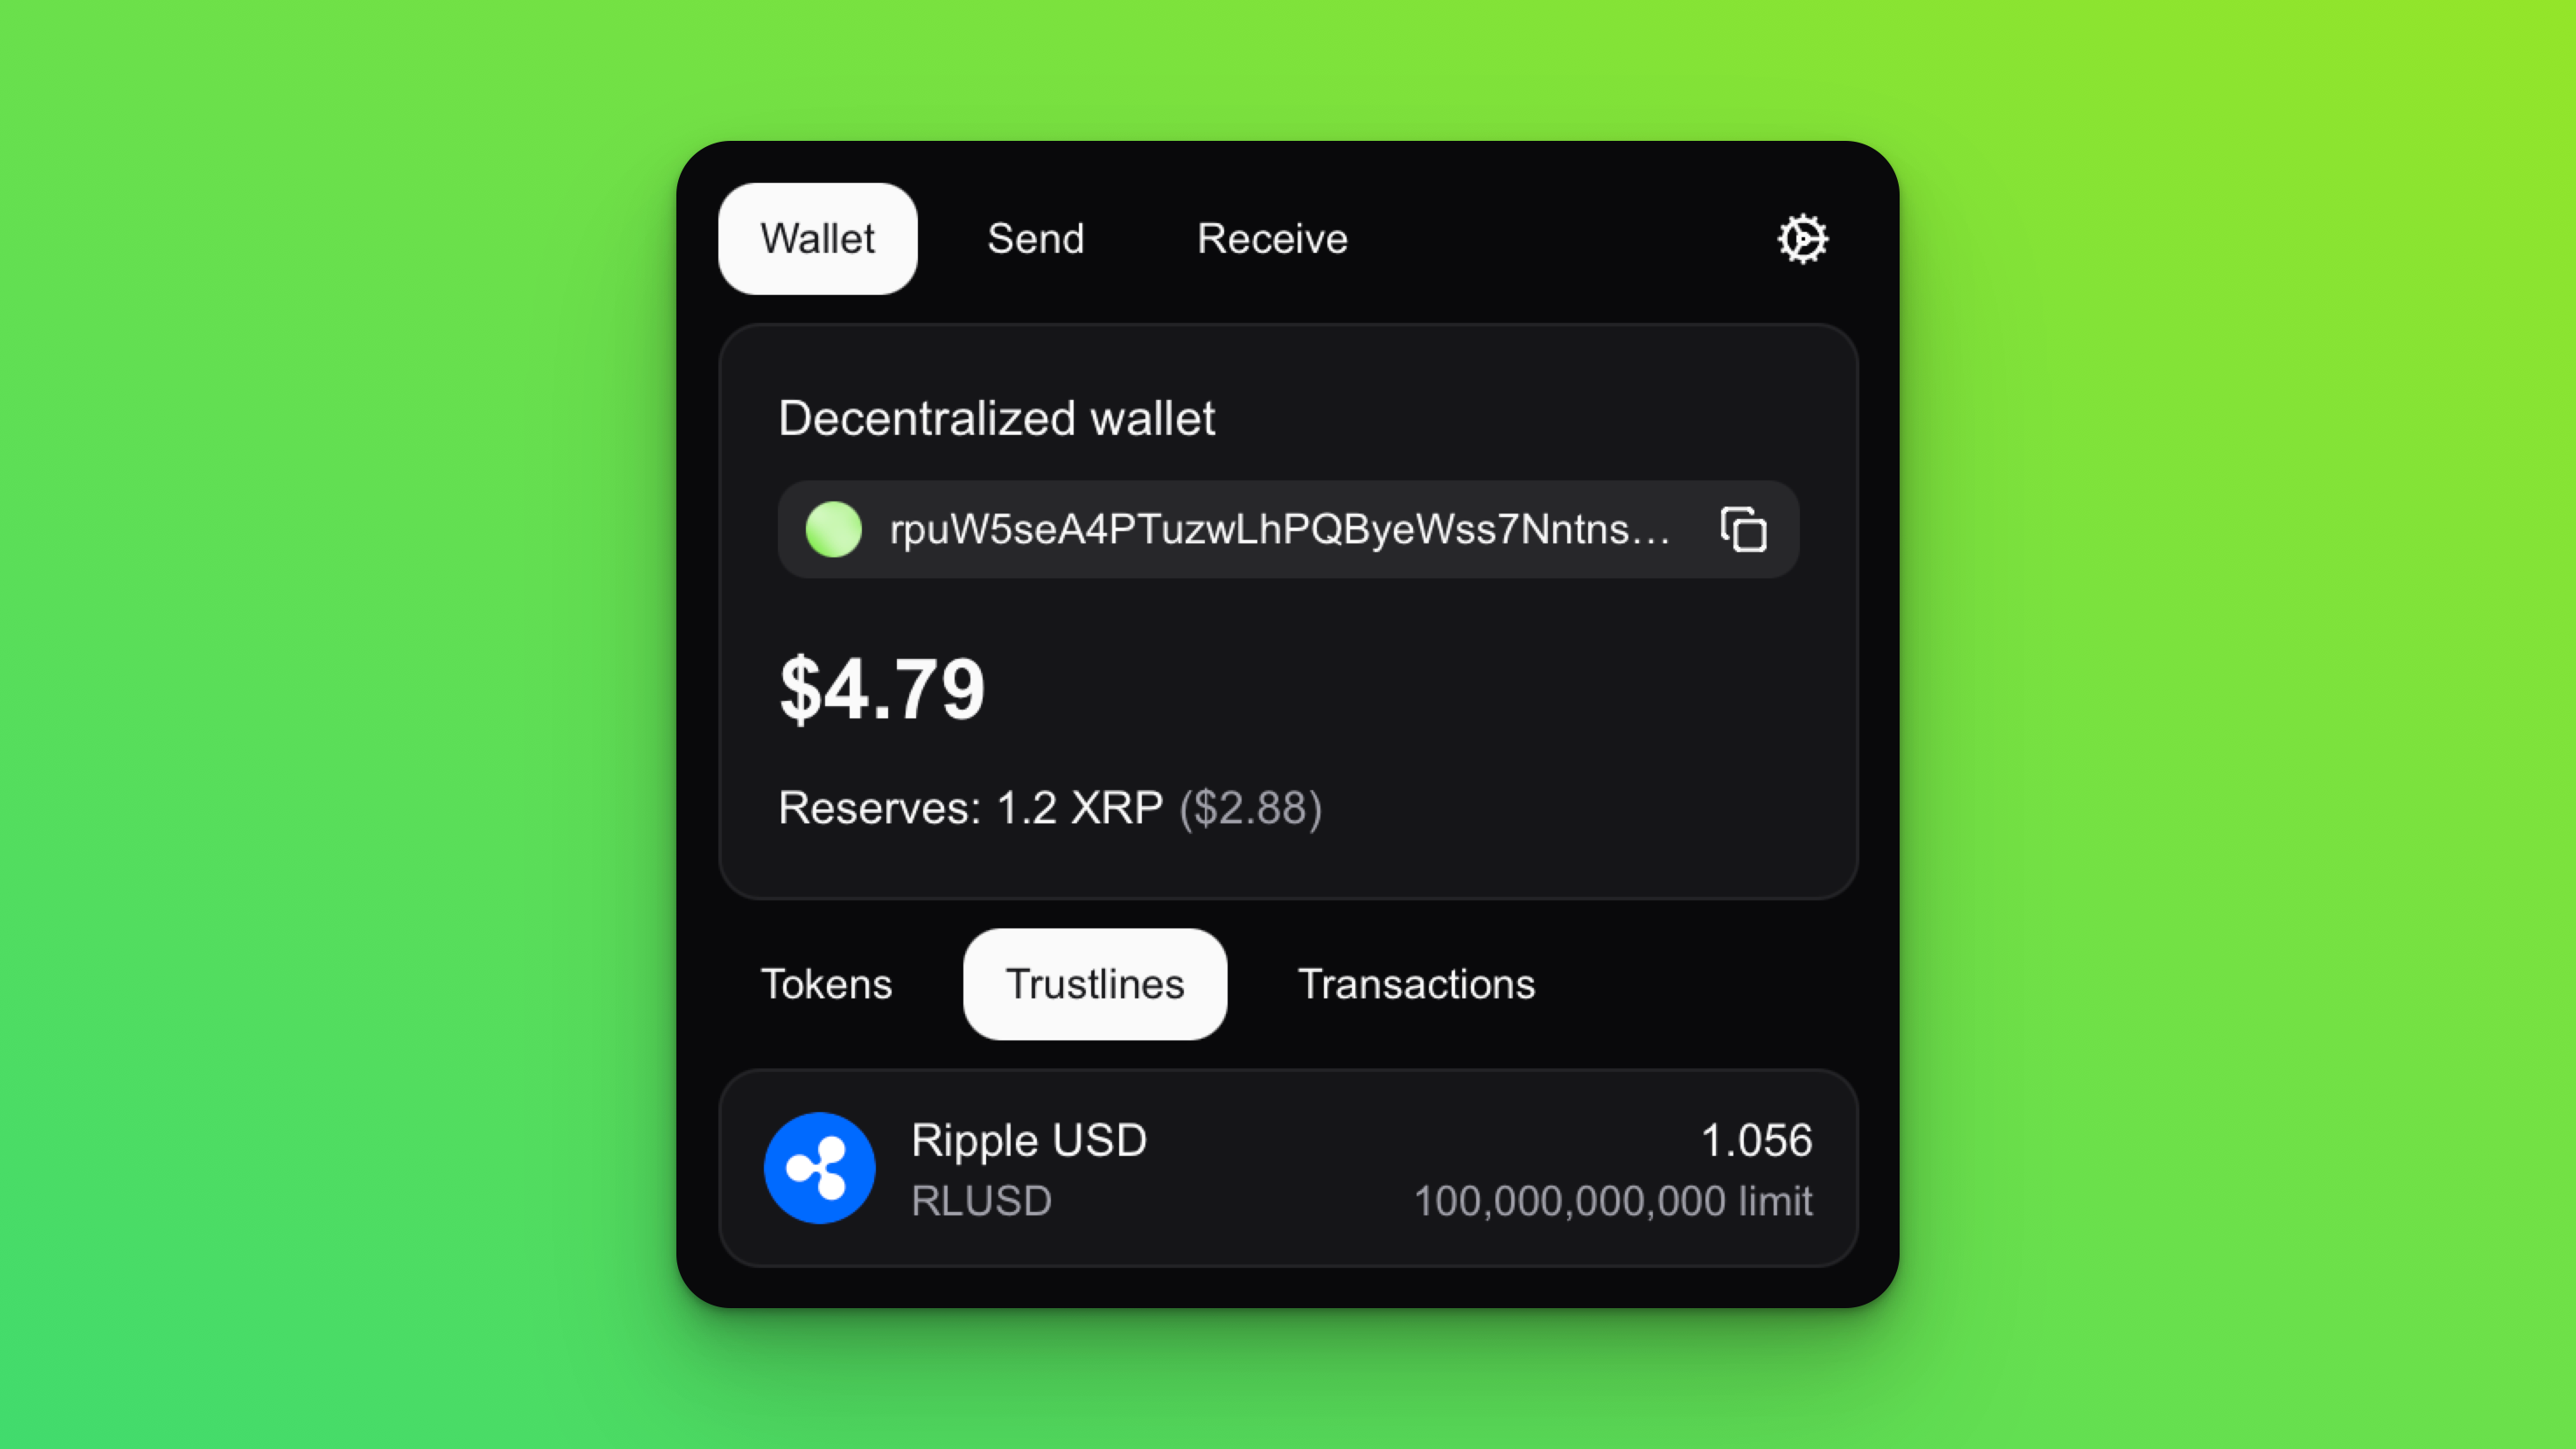 Wallet Send Receive
Decentralized wallet
rpuW5seA4PTuzwLhPQByeWss7Nntns...
$4.79
Reserves: 1.2 XRP ($2.88)
Tokens Trustlines Transactions
Ripple USD 1.056
RLUSD 100,000,000,000 limit